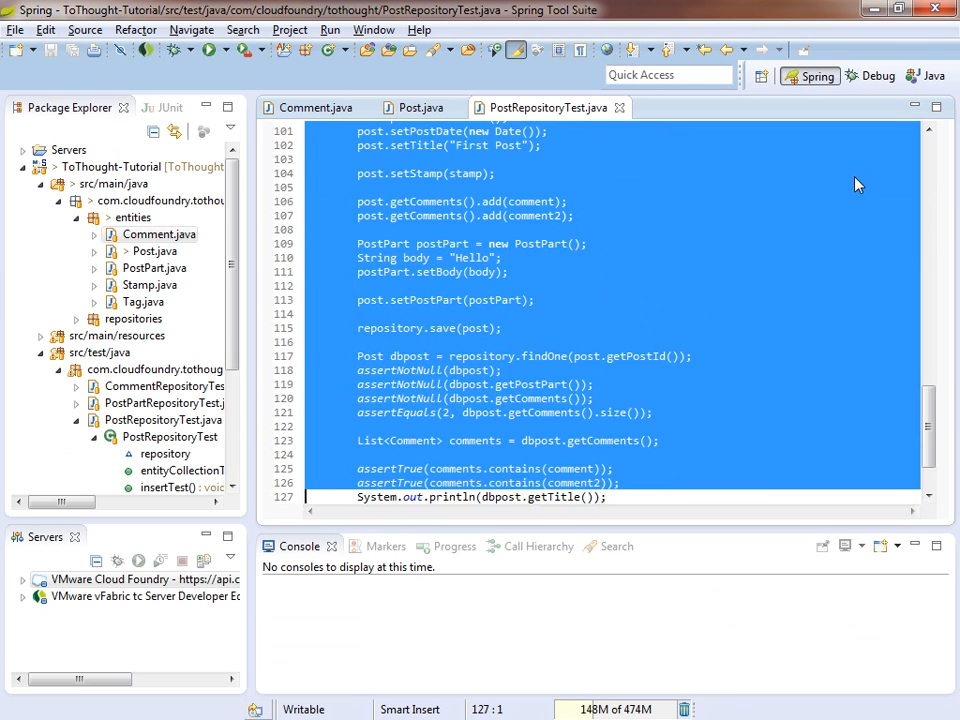 Spring - ToThought-Tutorial/src/test/java/com/cloudfoundry/tothought/PostRepositoryTest.java - Spring Tool Suite
File Edit Source Refactor Navigate Search Project Run Window Help
Quick Access
Spring
Debug
Java
Package Explorer
JUnit
Servers
> ToThought-Tutorial [ToThought
> src/main/java
> com.cloudfoundry.tothou
> entities
Comment.java
> Post.java
PostPart.java
Stamp.java
Tag.java
repositories
src/main/resources
src/test/java
com.cloudfoundry.tothoug
CommentRepositoryTes
PostPartRepositoryTest.j
PostRepositoryTest.java
PostRepositoryTest
repository
entityCollectionT
insertTest() : void
Comment.java
Post.java
PostRepositoryTest.java
101 post.setPostDate(new Date());
102 post.setTitle("First Post");
103
104 post.setStamp(stamp);
105
106 post.getComments().add(comment);
107 post.getComments().add(comment2);
108
109 PostPart postPart = new PostPart();
110 String body = "Hello";
111 postPart.setBody(body);
112
113 post.setPostPart(postPart);
114
115 repository.save(post);
116
117 Post dbpost = repository.findOne(post.getPostId());
118 assertNotNull(dbpost);
119 assertNotNull(dbpost.getPostPart());
120 assertNotNull(dbpost.getComments());
121 assertEquals(2, dbpost.getComments().size());
122
123 List<Comment> comments = dbpost.getComments();
124
125 assertTrue(comments.contains(comment));
126 assertTrue(comments.contains(comment2));
127 System.out.println(dbpost.getTitle());
Servers
VMware Cloud Foundry - https://api.c
VMware vFabric tc Server Developer Ec
Console
Markers
Progress
Call Hierarchy
Search
No consoles to display at this time.
Writable
Smart Insert
127 : 1
148M of 474M